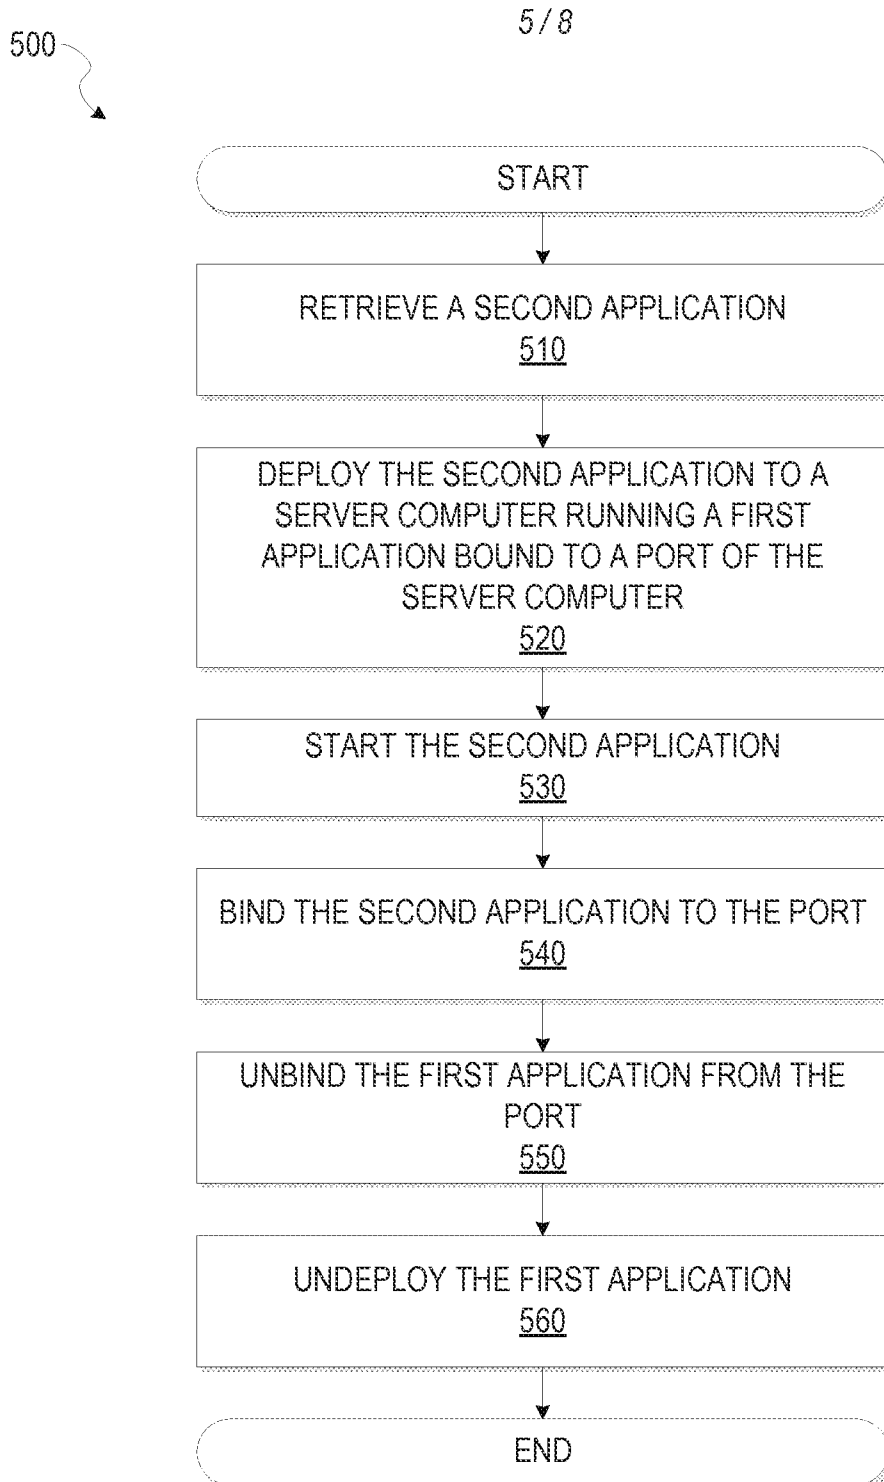 5 / 8
500
START
RETRIEVE A SECOND APPLICATION
510
DEPLOY THE SECOND APPLICATION TO A
SERVER COMPUTER RUNNING A FIRST
APPLICATION BOUND TO A PORT OF THE
SERVER COMPUTER
520
START THE SECOND APPLICATION
530
BIND THE SECOND APPLICATION TO THE PORT
540
UNBIND THE FIRST APPLICATION FROM THE
PORT
550
UNDEPLOY THE FIRST APPLICATION
560
END